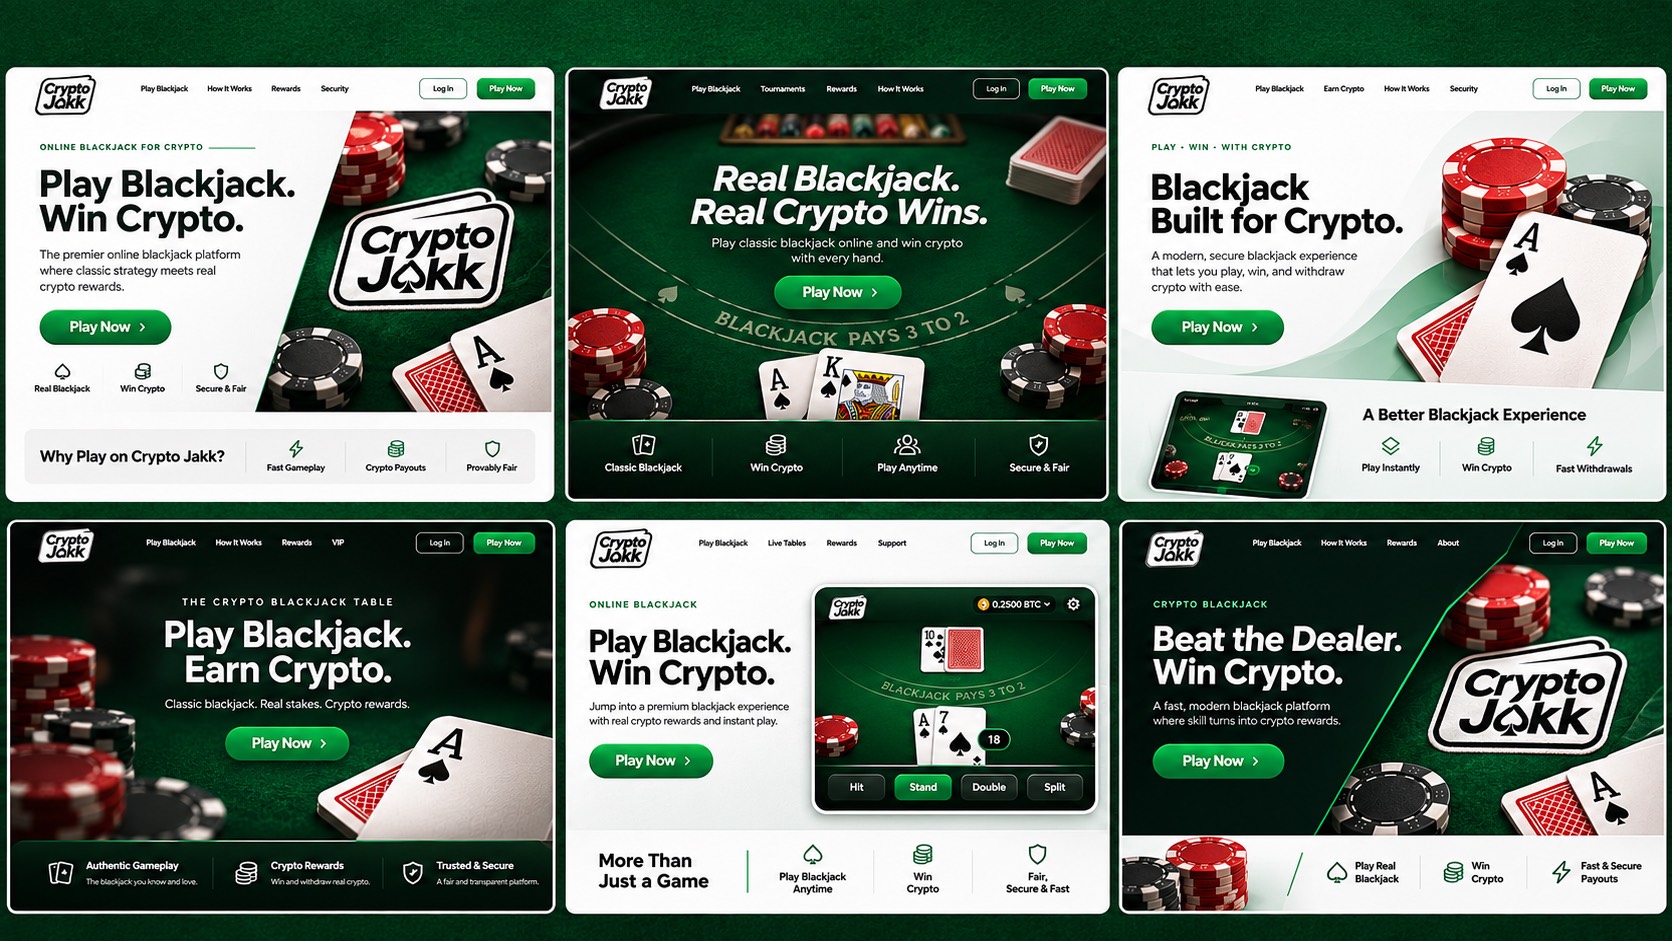 Crypto Jakk
Play Blackjack
How It Works
Rewards
Security
Log In
Play Now
ONLINE BLACKJACK FOR CRYPTO
Play Blackjack.
Win Crypto.
The premier online blackjack platform
where classic strategy meets real
crypto rewards.
Play Now >
Real Blackjack
Win Crypto
Secure & Fair
Crypto
Jakk
A
Why Play on Crypto Jakk?
Fast Gameplay
Crypto Payouts
Provably Fair
Crypto Jakk
Play Blackjack
Tournaments
Rewards
How It Works
Log In
Play Now
Real Blackjack.
Real Crypto Wins.
Play classic blackjack online and win crypto
with every hand.
Play Now >
BLACKJACK PAYS 3 TO 2
A
K
Classic Blackjack
Win Crypto
Play Anytime
Secure & Fair
Crypto Jakk
Play Blackjack
Earn Crypto
How It Works
Security
Log In
Play Now
PLAY • WIN • WITH CRYPTO
Blackjack
Built for Crypto.
A modern, secure blackjack experience
that lets you play, win, and withdraw
crypto with ease.
Play Now >
A
BLACKJACK PAYS 3 TO 2
A Better Blackjack Experience
Play Instantly
Win Crypto
Fast Withdrawals
Crypto Jakk
Play Blackjack
How It Works
Rewards
VIP
Log In
Play Now
THE CRYPTO BLACKJACK TABLE
Play Blackjack.
Earn Crypto.
Classic blackjack. Real stakes. Crypto rewards.
Play Now >
A
Authentic Gameplay
The blackjack you know and love.
Crypto Rewards
Win and withdraw real crypto.
Trusted & Secure
A fair and transparent platform.
Crypto Jakk
Play Blackjack
Live Tables
Rewards
Support
Log In
Play Now
ONLINE BLACKJACK
Play Blackjack.
Win Crypto.
Jump into a premium blackjack experience
with real crypto rewards and instant play.
Play Now >
Crypto Jakk
0.2500 BTC
10
BLACKJACK PAYS 3 TO 2
A
7
18
Hit
Stand
Double
Split
More Than
Just a Game
Play Blackjack
Anytime
Win
Crypto
Fair,
Secure & Fast
Crypto Jakk
Play Blackjack
How It Works
Rewards
About
Log In
Play Now
CRYPTO BLACKJACK
Beat the Dealer.
Win Crypto.
A fast, modern blackjack platform
where skill turns into crypto rewards.
Play Now >
Crypto
Jakk
A
Play Real
Blackjack
Win
Crypto
Fast & Secure
Payouts